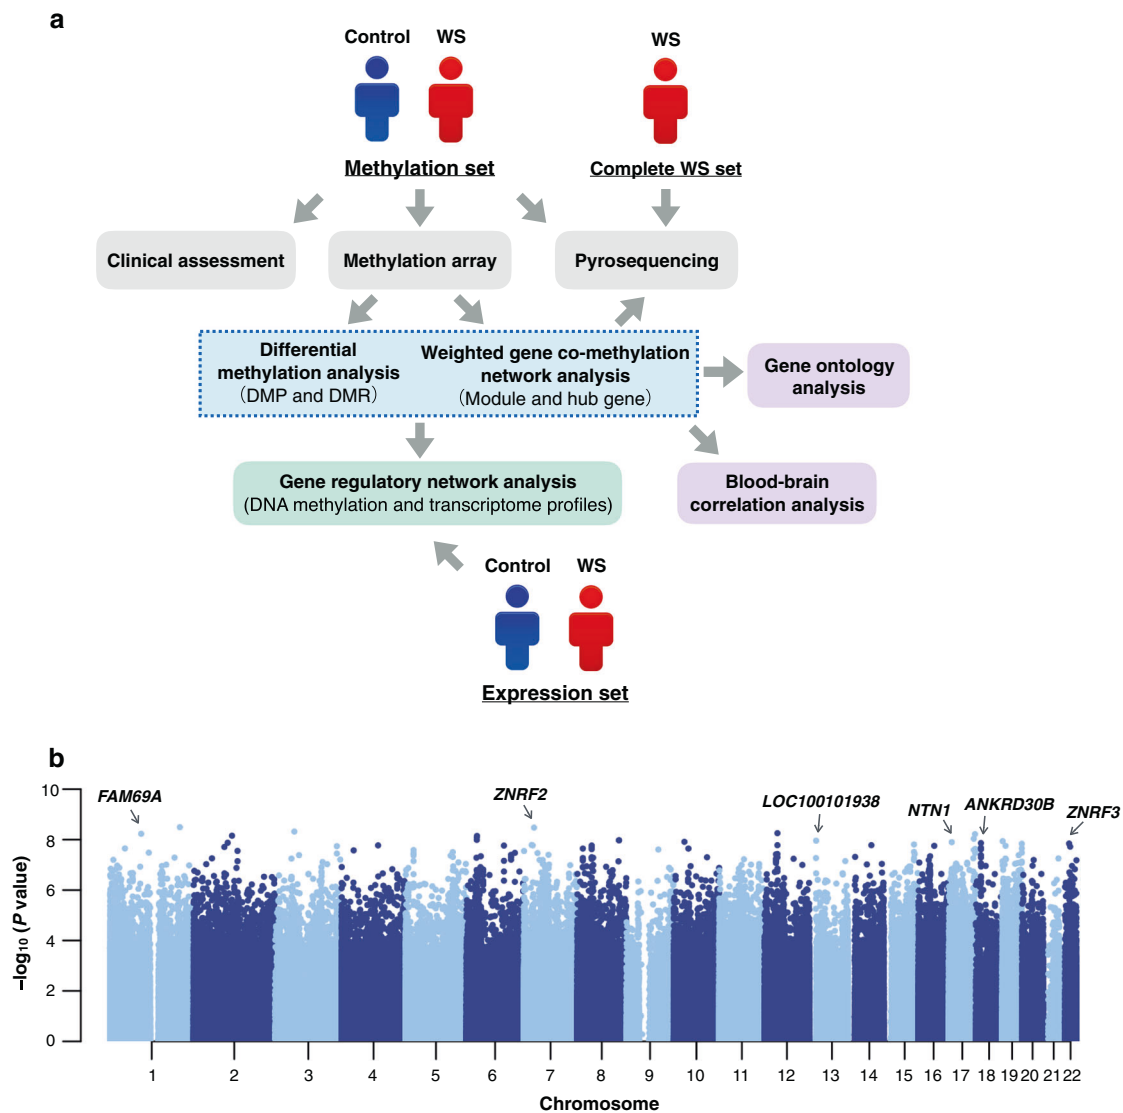 a
Control WS
WS
Methylation set
Complete WS set
Clinical assessment
Methylation array
Pyrosequencing
Differential
methylation analysis
(DMP and DMR)
Weighted gene co-methylation
network analysis
(Module and hub gene)
Gene ontology
analysis
Gene regulatory network analysis
(DNA methylation and transcriptome profiles)
Blood-brain
correlation analysis
Control WS
Expression set
b
10
8
6
4
2
0
–log10 (P value)
FAM69A
ZNRF2
LOC100101938
NTN1
ANKRD30B
ZNRF3
1 2 3 4 5 6 7 8 9 10 11 12 13 14 15 16 17 18 19 20 21 22
Chromosome